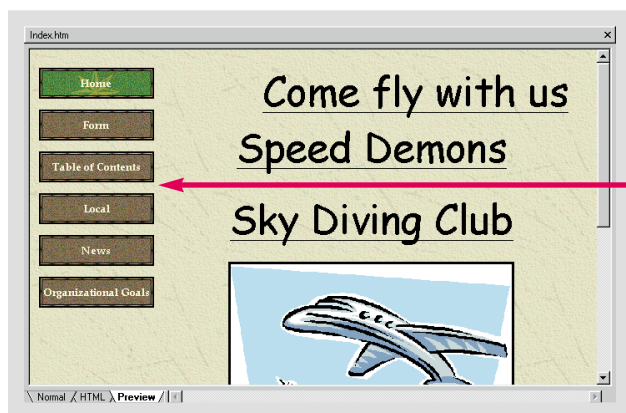 Index.htm
Home
Form
Table of Contents
Local
News
Organizational Goals
Come fly with us
Speed Demons
Sky Diving Club
Normal HTML Preview